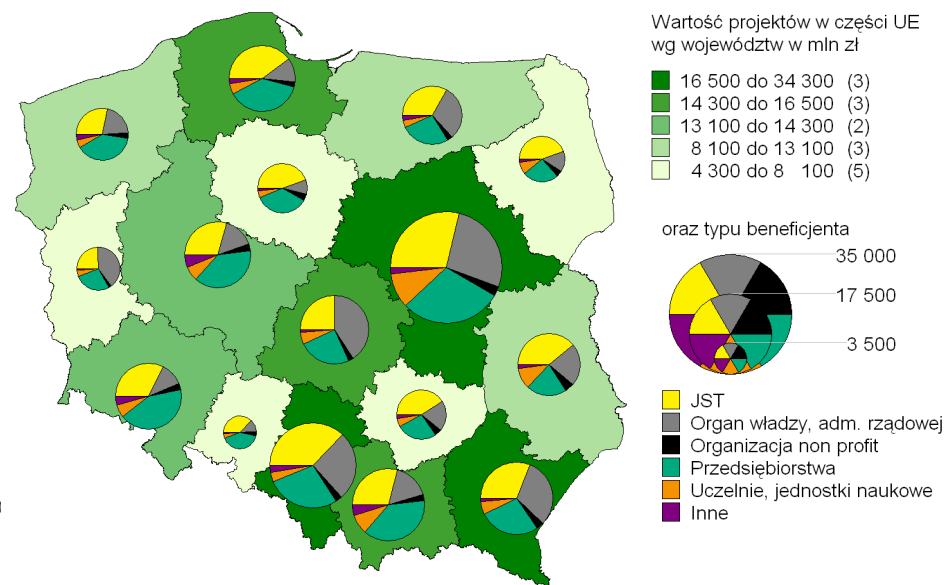 Wartość projektów w części UE
wg województw w mln zł
16 500 do 34 300 (3)
14 300 do 16 500 (3)
13 100 do 14 300 (2)
8 100 do 13 100 (3)
4 300 do 8 100 (5)
oraz typu beneficjenta
35 000
17 500
3 500
JST
Organ władzy, adm. rządowej
Organizacja non profit
Przedsiębiorstwa
Uczelnie, jednostki naukowe
Inne